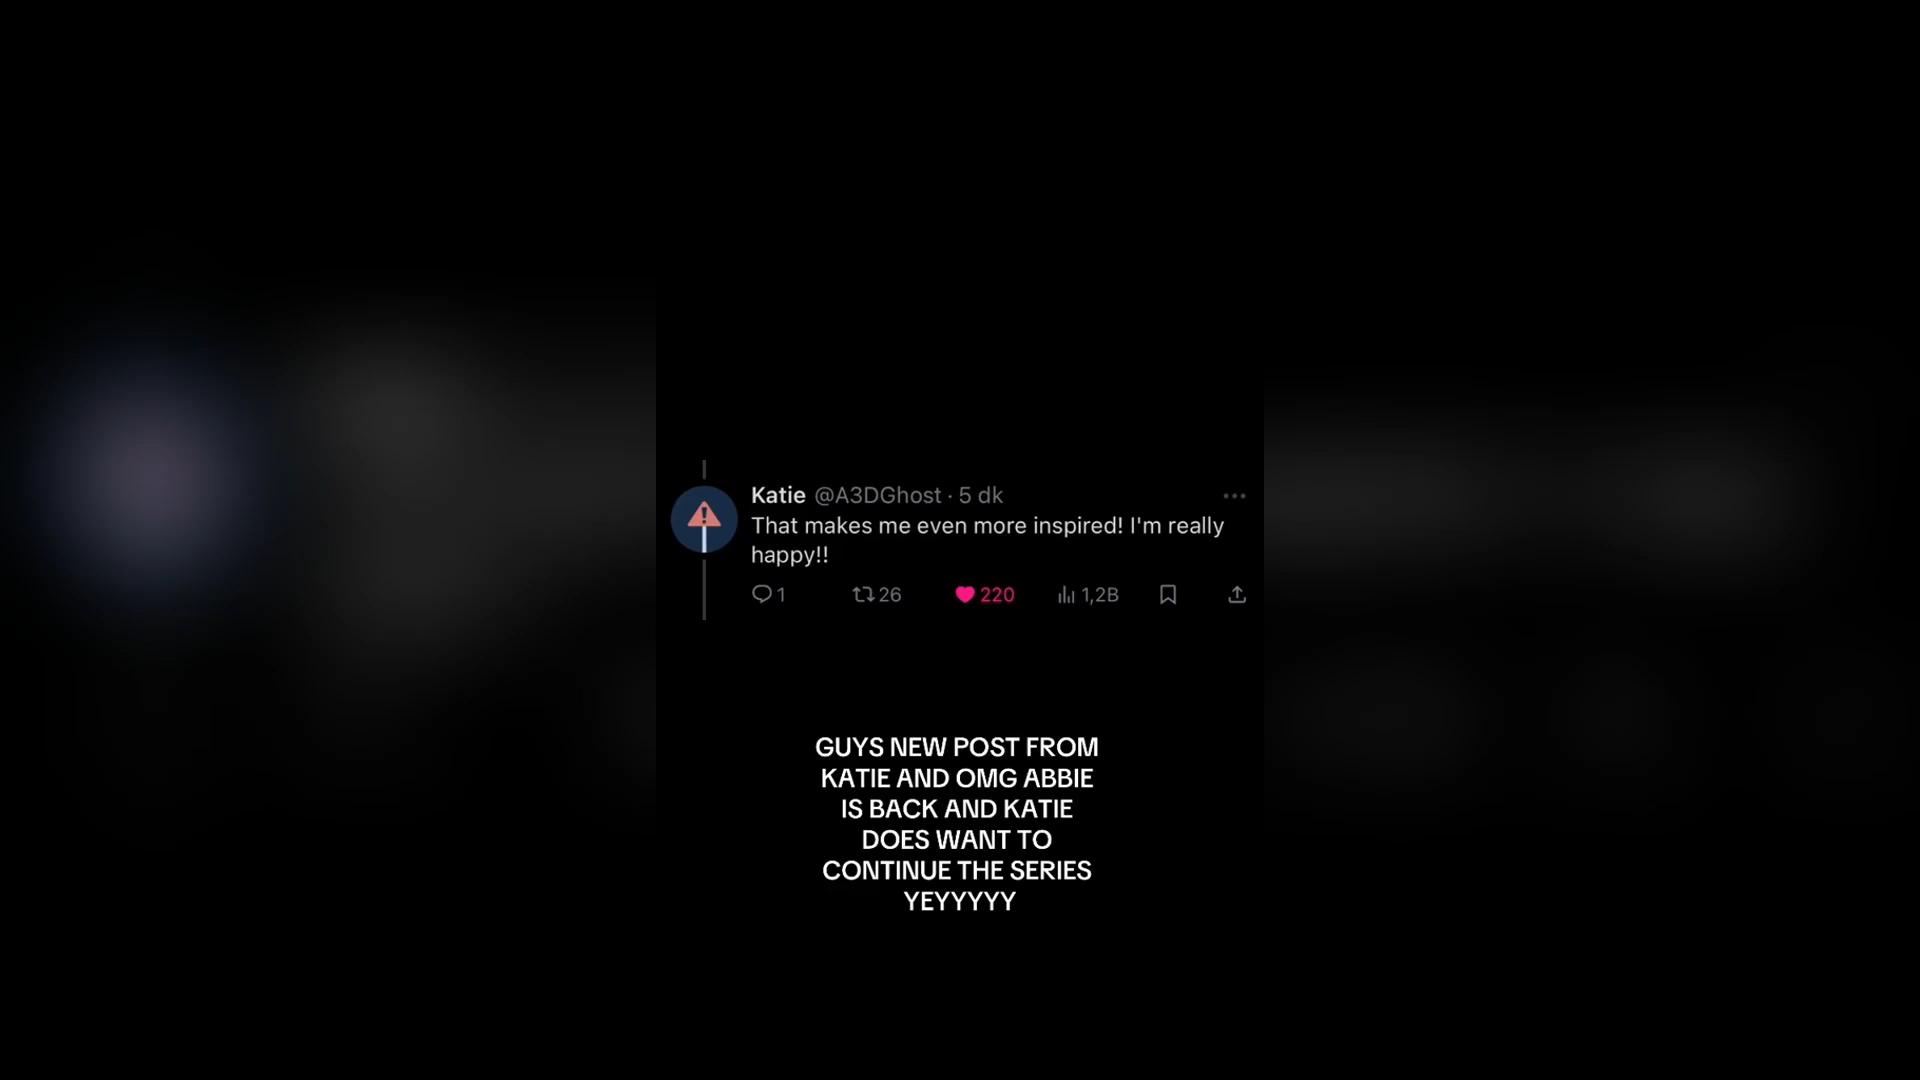 Katie @A3DGhost · 5 dk
That makes me even more inspired! I'm really
happy!!
1 26 220 1,2B
GUYS NEW POST FROM
KATIE AND OMG ABBIE
IS BACK AND KATIE
DOES WANT TO
CONTINUE THE SERIES
YEYYYYY